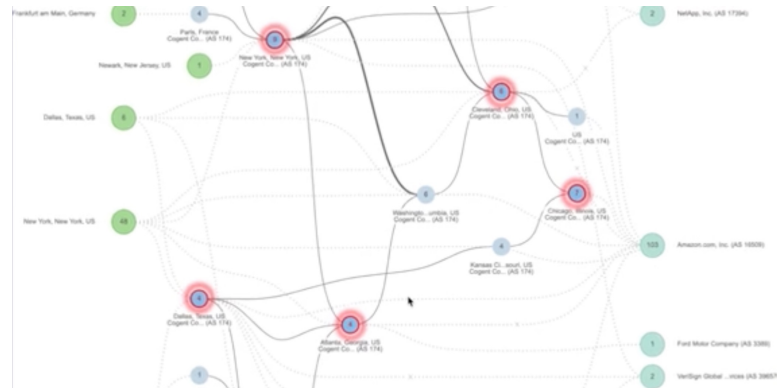 Frankfurt am Main, Germany
2
4
Paris, France
Cogent Co... (AS 174)
New York, New York, US
Cogent Co... (AS 174)
2
NetApp, Inc. (AS 17394)
Newark, New Jersey, US
1
Cleveland, Ohio, US
Cogent Co... (AS 174)
1
US
Cogent Co... (AS 174)
Dallas, Texas, US
6
New York, New York, US
48
6
Washingto...umbia, US
Cogent Co... (AS 174)
7
Chicago, Illinois, US
Cogent Co... (AS 174)
4
Kansas Ci...souri, US
Cogent Co... (AS 174)
103
Amazon.com, Inc. (AS 16509)
Dallas, Texas, US
Cogent Co... (AS 174)
Atlanta, Georgia, US
Cogent Co... (AS 174)
1
Ford Motor Company (AS 3389)
1
2
VeriSign Global ...rces (AS